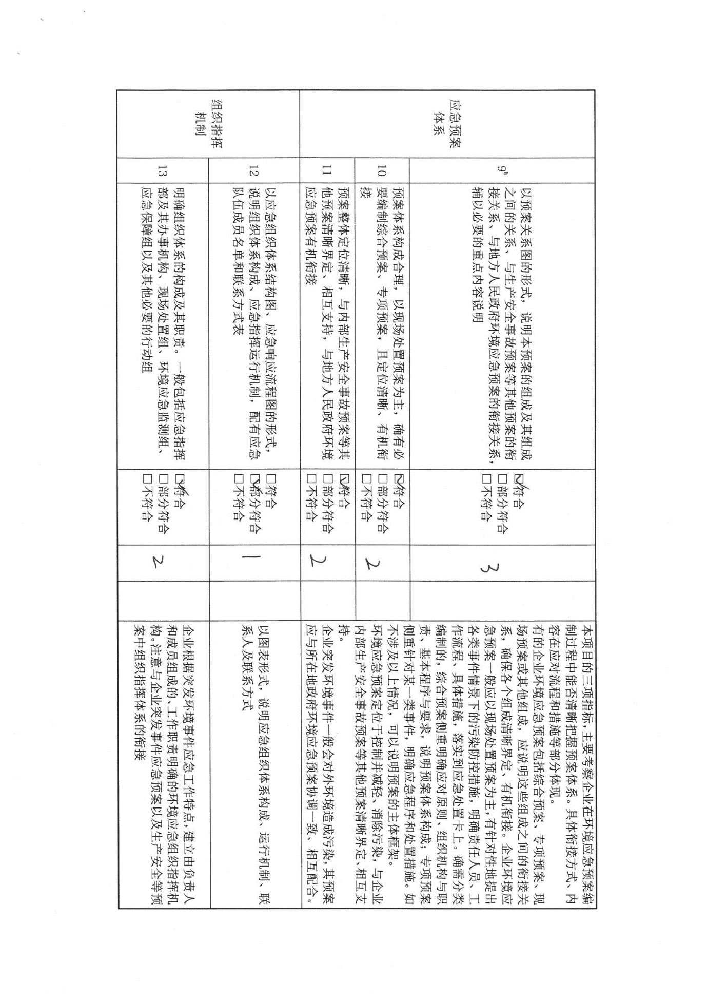 应急预案
体系
9ᵇ
以预案关系图的形式，说明本预案的组成及其组成
之间的关系、与生产安全事故预案等其他预案的衔
接关系、与地方人民政府环境应急预案的衔接关系，
辅以必要的重点内容说明
☑符合
□部分符合
□不符合
3
本项目的三项指标，主要考察企业在环境应急预案编
制过程中能否清晰把握预案体系。具体衔接方式、内
容在应对流程和措施等部分体现。
有的企业环境应急预案包括综合预案、专项预案、现
场预案或其他组成，应说明这些组成之间的衔接关
系，确保各个组成清晰界定、有机衔接。企业环境应
急预案一般应以现场处置预案为主，有针对性地提出
各类事件情景下的污染防控措施，明确责任人员、工
作流程、具体措施，落实到应急处置卡上。确需分类
编制的，综合预案侧重明确应对原则、组织机构与职
责、基本程序与要求，说明预案体系构成；专项预案
侧重针对某一类事件，明确应急程序和处置措施。如
不涉及以上情况，可以说明预案的主体框架。
环境应急预案定位于控制并减轻、消除污染，与企业
内部生产安全事故预案等其他预案清晰界定、相互支
持。
企业突发环境事件一般会对外环境造成污染，其预案
应与所在地政府环境应急预案协调一致、相互配合。
10
预案体系构成合理，以现场处置预案为主，确有必
要编制综合预案、专项预案，且定位清晰、有机衔
接
☑符合
□部分符合
□不符合
2
11
预案整体定位清晰，与内部生产安全事故预案等其
他预案清晰界定、相互支持，与地方人民政府环境
应急预案有机衔接
☑符合
□部分符合
□不符合
2
组织指挥
机制
12
以应急组织体系结构图、应急响应流程图的形式，
说明组织体系构成、应急指挥运行机制，配有应急
队伍成员名单和联系方式表
□符合
☑部分符合
□不符合
1
以图表形式，说明应急组织体系构成、运行机制、联
系人及联系方式
13
明确组织体系的构成及其职责。一般包括应急指挥
部及其办事机构、现场处置组、环境应急监测组、
应急保障组以及其他必要的行动组
☑符合
□部分符合
□不符合
2
企业根据突发环境事件应急工作特点，建立由负责人
和成员组成的、工作职责明确的环境应急组织指挥机
构。注意与企业突发事件应急预案以及生产安全等预
案中组织指挥体系的衔接